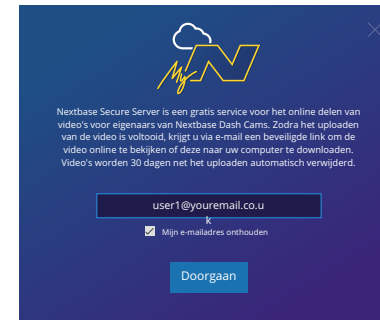 My N
Nextbase Secure Server is een gratis service voor het online delen van
video's voor eigenaars van Nextbase Dash Cams. Zodra het uploaden
van de video is voltooid, krijgt u via e-mail een beveiligde link om de
video online te bekijken of deze naar uw computer te downloaden.
Video's worden 30 dagen net het uploaden automatisch verwijderd.
user1@youremail.co.u
k
Mijn e-mailadres onthouden
Doorgaan